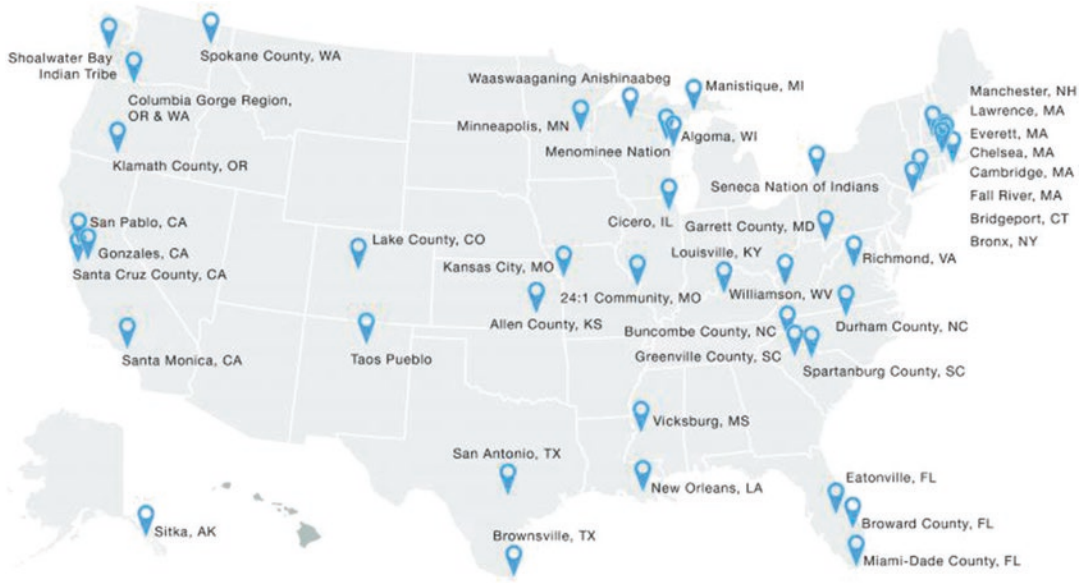 Shoalwater Bay
Indian Tribe
Spokane County, WA
Columbia Gorge Region,
OR & WA
Klamath County, OR
San Pablo, CA
Gonzales, CA
Santa Cruz County, CA
Santa Monica, CA
Lake County, CO
Taos Pueblo
Waaswaaganing Anishinaabeg
Manistique, MI
Minneapolis, MN
Algoma, WI
Menominee Nation
Cicero, IL
Kansas City, MO
24:1 Community, MO
Allen County, KS
Seneca Nation of Indians
Garrett County, MD
Louisville, KY
Williamson, WV
Richmond, VA
Buncombe County, NC
Durham County, NC
Greenville County, SC
Spartanburg County, SC
Manchester, NH
Lawrence, MA
Everett, MA
Chelsea, MA
Cambridge, MA
Fall River, MA
Bridgeport, CT
Bronx, NY
Vicksburg, MS
San Antonio, TX
New Orleans, LA
Brownsville, TX
Eatonville, FL
Broward County, FL
Miami-Dade County, FL
Sitka, AK